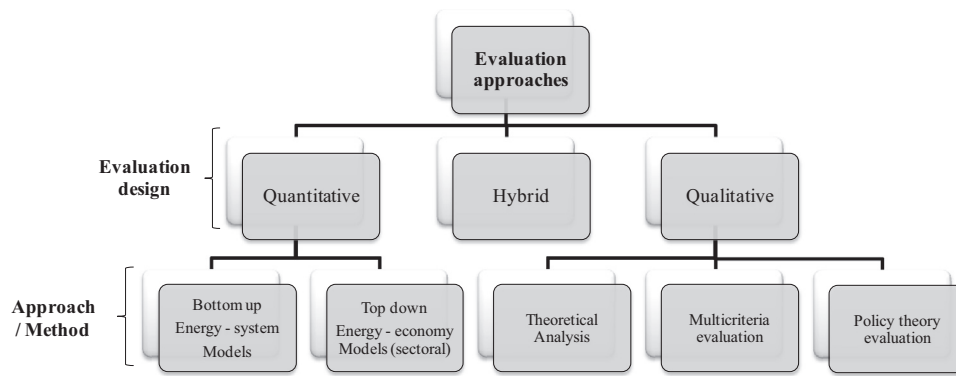 Evaluation
approaches
Evaluation
design
Quantitative
Hybrid
Qualitative
Approach
/ Method
Bottom up
Energy - system
Models
Top down
Energy - economy
Models (sectoral)
Theoretical
Analysis
Multicriteria
evaluation
Policy theory
evaluation